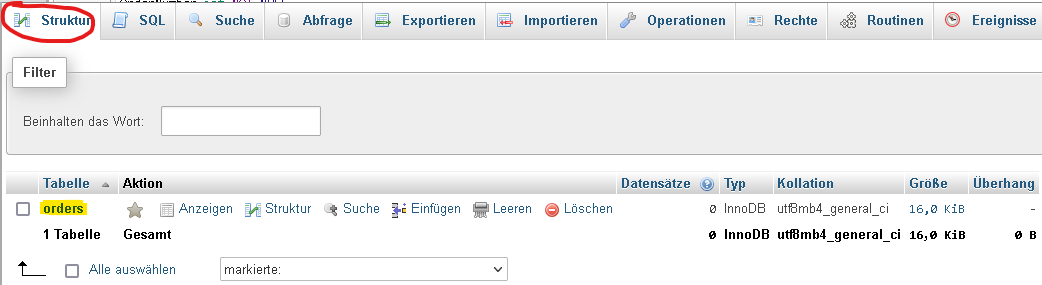 Struktur SQL Suche Abfrage Exportieren Importieren Operationen Rechte Routinen Ereignisse
Filter
Beinhalten das Wort:
Tabelle Aktion Datensätze Typ Kollation Größe Überhang
orders Anzeigen Struktur Suche Einfügen Leeren Löschen 0 InnoDB utf8mb4_general_ci 16,0 KiB -
1 Tabelle Gesamt 0 InnoDB utf8mb4_general_ci 16,0 KiB 0 B
Alle auswählen markierte: